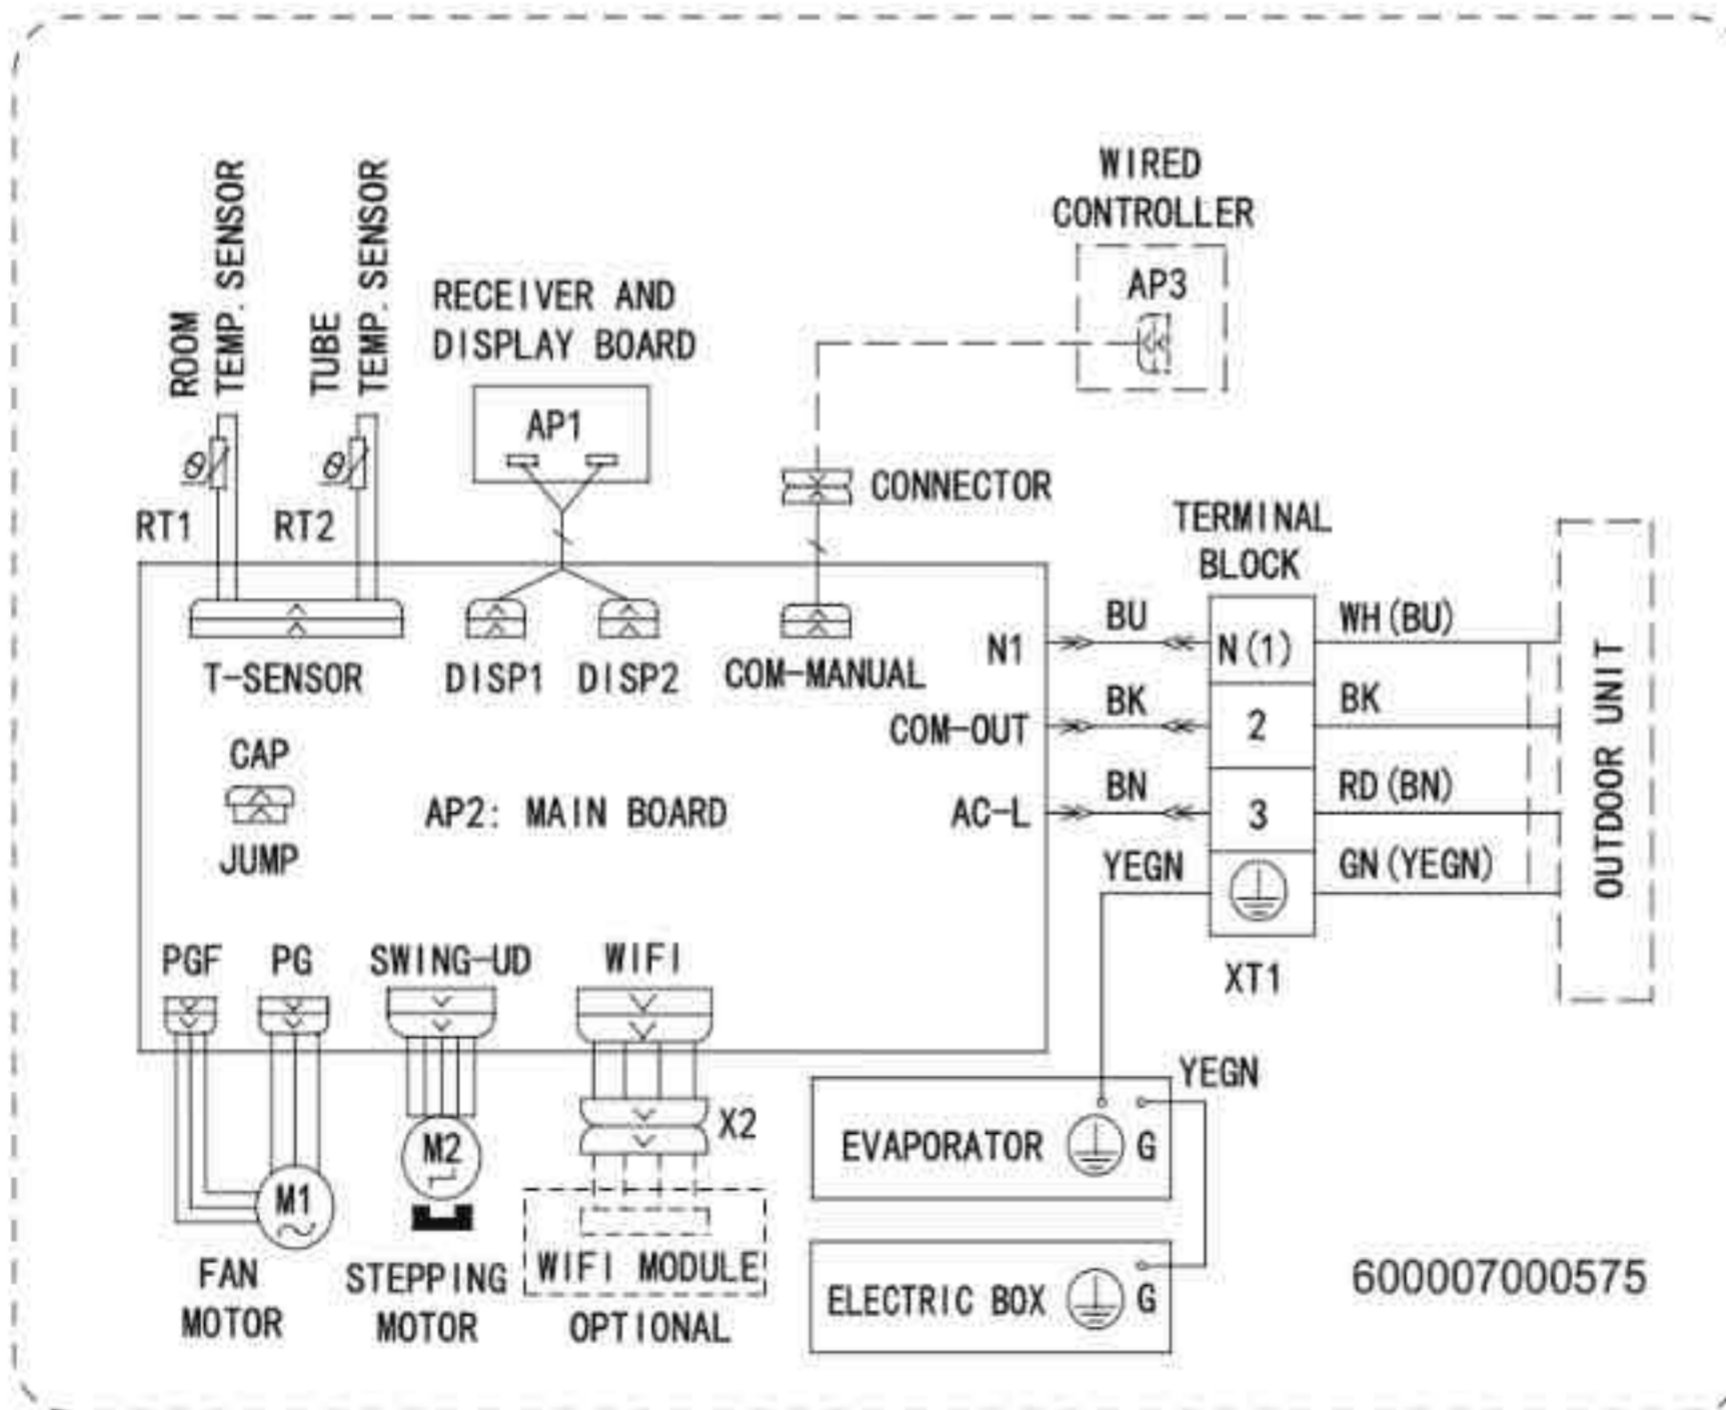 WIRED
CONTROLLER
AP3
ROOM
TEMP. SENSOR
TUBE
TEMP. SENSOR
RECEIVER AND
DISPLAY BOARD
AP1
CONNECTOR
RT1
RT2
TERMINAL
BLOCK
T-SENSOR
DISP1
DISP2
COM-MANUAL
N1
BU
N(1)
WH(BU)
COM-OUT
BK
2
BK
AC-L
BN
3
RD(BN)
YEGN
GN(YEGN)
XT1
OUTDOOR UNIT
CAP
JUMP
AP2: MAIN BOARD
PGF
PG
SWING-UD
WIFI
X2
M1
M2
FAN
MOTOR
STEPPING
MOTOR
WIFI MODULE
OPTIONAL
YEGN
EVAPORATOR
G
ELECTRIC BOX
G
600007000575